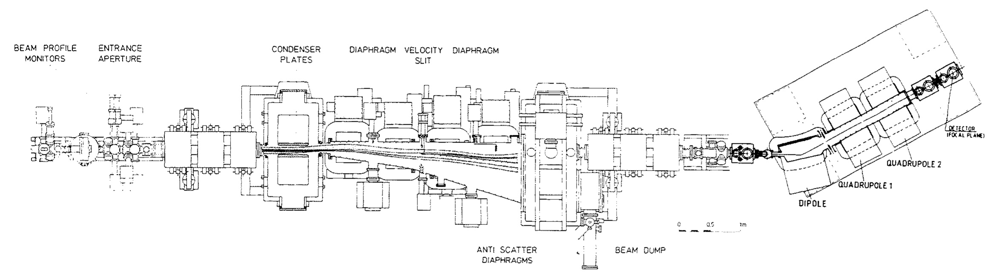 BEAM PROFILE
MONITORS
ENTRANCE
APERTURE
CONDENSER
PLATES
DIAPHRAGM
VELOCITY
SLIT
DIAPHRAGM
DETECTOR
(FOCAL PLANE)
QUADRUPOLE 2
QUADRUPOLE 1
DIPOLE
0 0,5 1m
ANTI SCATTER
DIAPHRAGMS
BEAM DUMP